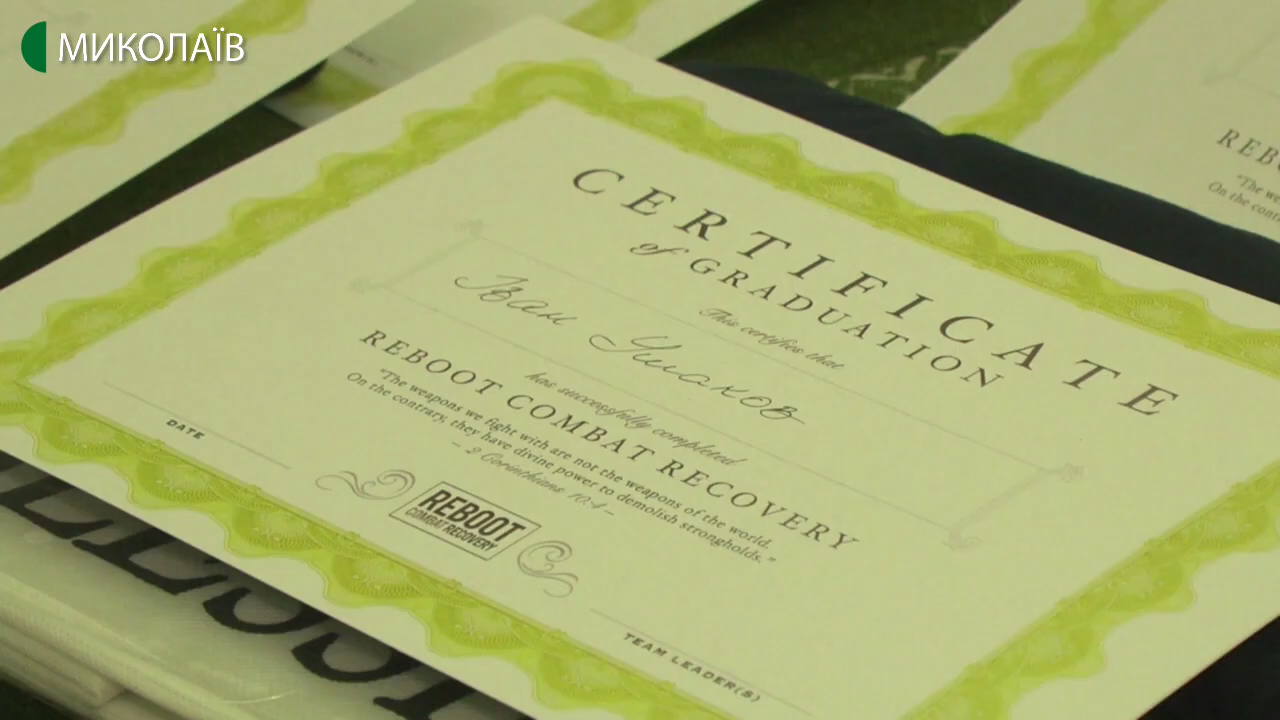 МИКОЛАЇВ
CERTIFICATE
of GRADUATION
This certifies that
Іван Ушаков
has successfully completed
REBOOT COMBAT RECOVERY
"The weapons we fight with are not the weapons of the world.
On the contrary, they have divine power to demolish strongholds."
– 2 Corinthians 10:4 –
REBOOT
COMBAT RECOVERY
DATE
TEAM LEADER(S)
REB
"The we
On the contr